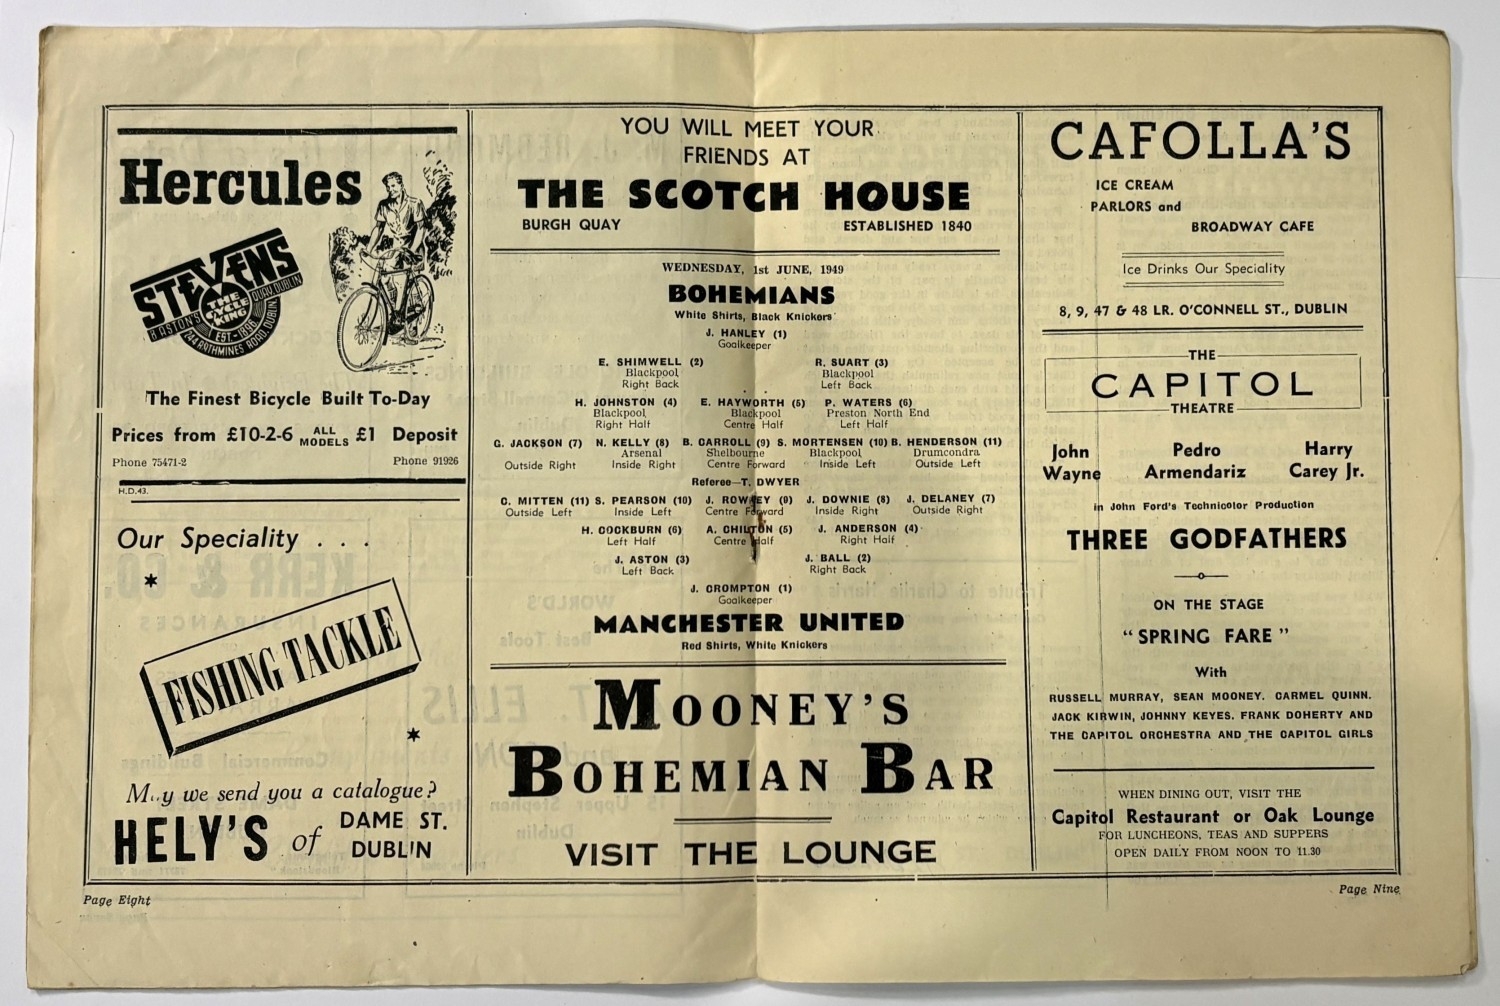 Hercules
STEVENS
THE CYCLE KING
8 ASTON'S QUAY, DUBLIN
EST - 1896
244 RATHMINES ROAD, DUBLIN
The Finest Bicycle Built To-Day
Prices from £10-2-6 ALL MODELS £1 Deposit
Phone 75471-2 Phone 91926
H.D.43.
Our Speciality . . .
FISHING TACKLE
May we send you a catalogue?
HELY'S of DAME ST. DUBLIN
Page Eight
YOU WILL MEET YOUR
FRIENDS AT
THE SCOTCH HOUSE
BURGH QUAY ESTABLISHED 1840
WEDNESDAY, 1st JUNE, 1949
BOHEMIANS
White Shirts, Black Knickers
J. HANLEY (1)
Goalkeeper
E. SHIMWELL (2) R. SUART (3)
Blackpool Blackpool
Right Back Left Back
H. JOHNSTON (4) E. HAYWORTH (5) P. WATERS (6)
Blackpool Blackpool Preston North End
Right Half Centre Half Left Half
G. JACKSON (7) N. KELLY (8) B. CARROLL (9) S. MORTENSEN (10) B. HENDERSON (11)
Arsenal Shelbourne Blackpool Drumcondra
Outside Right Inside Right Centre Forward Inside Left Outside Left
Referee—T. DWYER
C. MITTEN (11) S. PEARSON (10) J. ROWLEY (9) J. DOWNIE (8) J. DELANEY (7)
Outside Left Inside Left Centre Forward Inside Right Outside Right
H. COCKBURN (6) A. CHILTON (5) J. ANDERSON (4)
Left Half Centre Half Right Half
J. ASTON (3) J. BALL (2)
Left Back Right Back
J. CROMPTON (1)
Goalkeeper
MANCHESTER UNITED
Red Shirts, White Knickers
MOONEY'S
BOHEMIAN BAR
VISIT THE LOUNGE
CAFOLLA'S
ICE CREAM
PARLORS and
BROADWAY CAFE
Ice Drinks Our Speciality
8, 9, 47 & 48 LR. O'CONNELL ST., DUBLIN
THE
CAPITOL
THEATRE
John Wayne Pedro Armendariz Harry Carey Jr.
in John Ford's Technicolor Production
THREE GODFATHERS
ON THE STAGE
"SPRING FARE"
With
RUSSELL MURRAY, SEAN MOONEY. CARMEL QUINN.
JACK KIRWIN, JOHNNY KEYES. FRANK DOHERTY AND
THE CAPITOL ORCHESTRA AND THE CAPITOL GIRLS
WHEN DINING OUT, VISIT THE
Capitol Restaurant or Oak Lounge
FOR LUNCHEONS, TEAS AND SUPPERS
OPEN DAILY FROM NOON TO 11.30
Page Nine